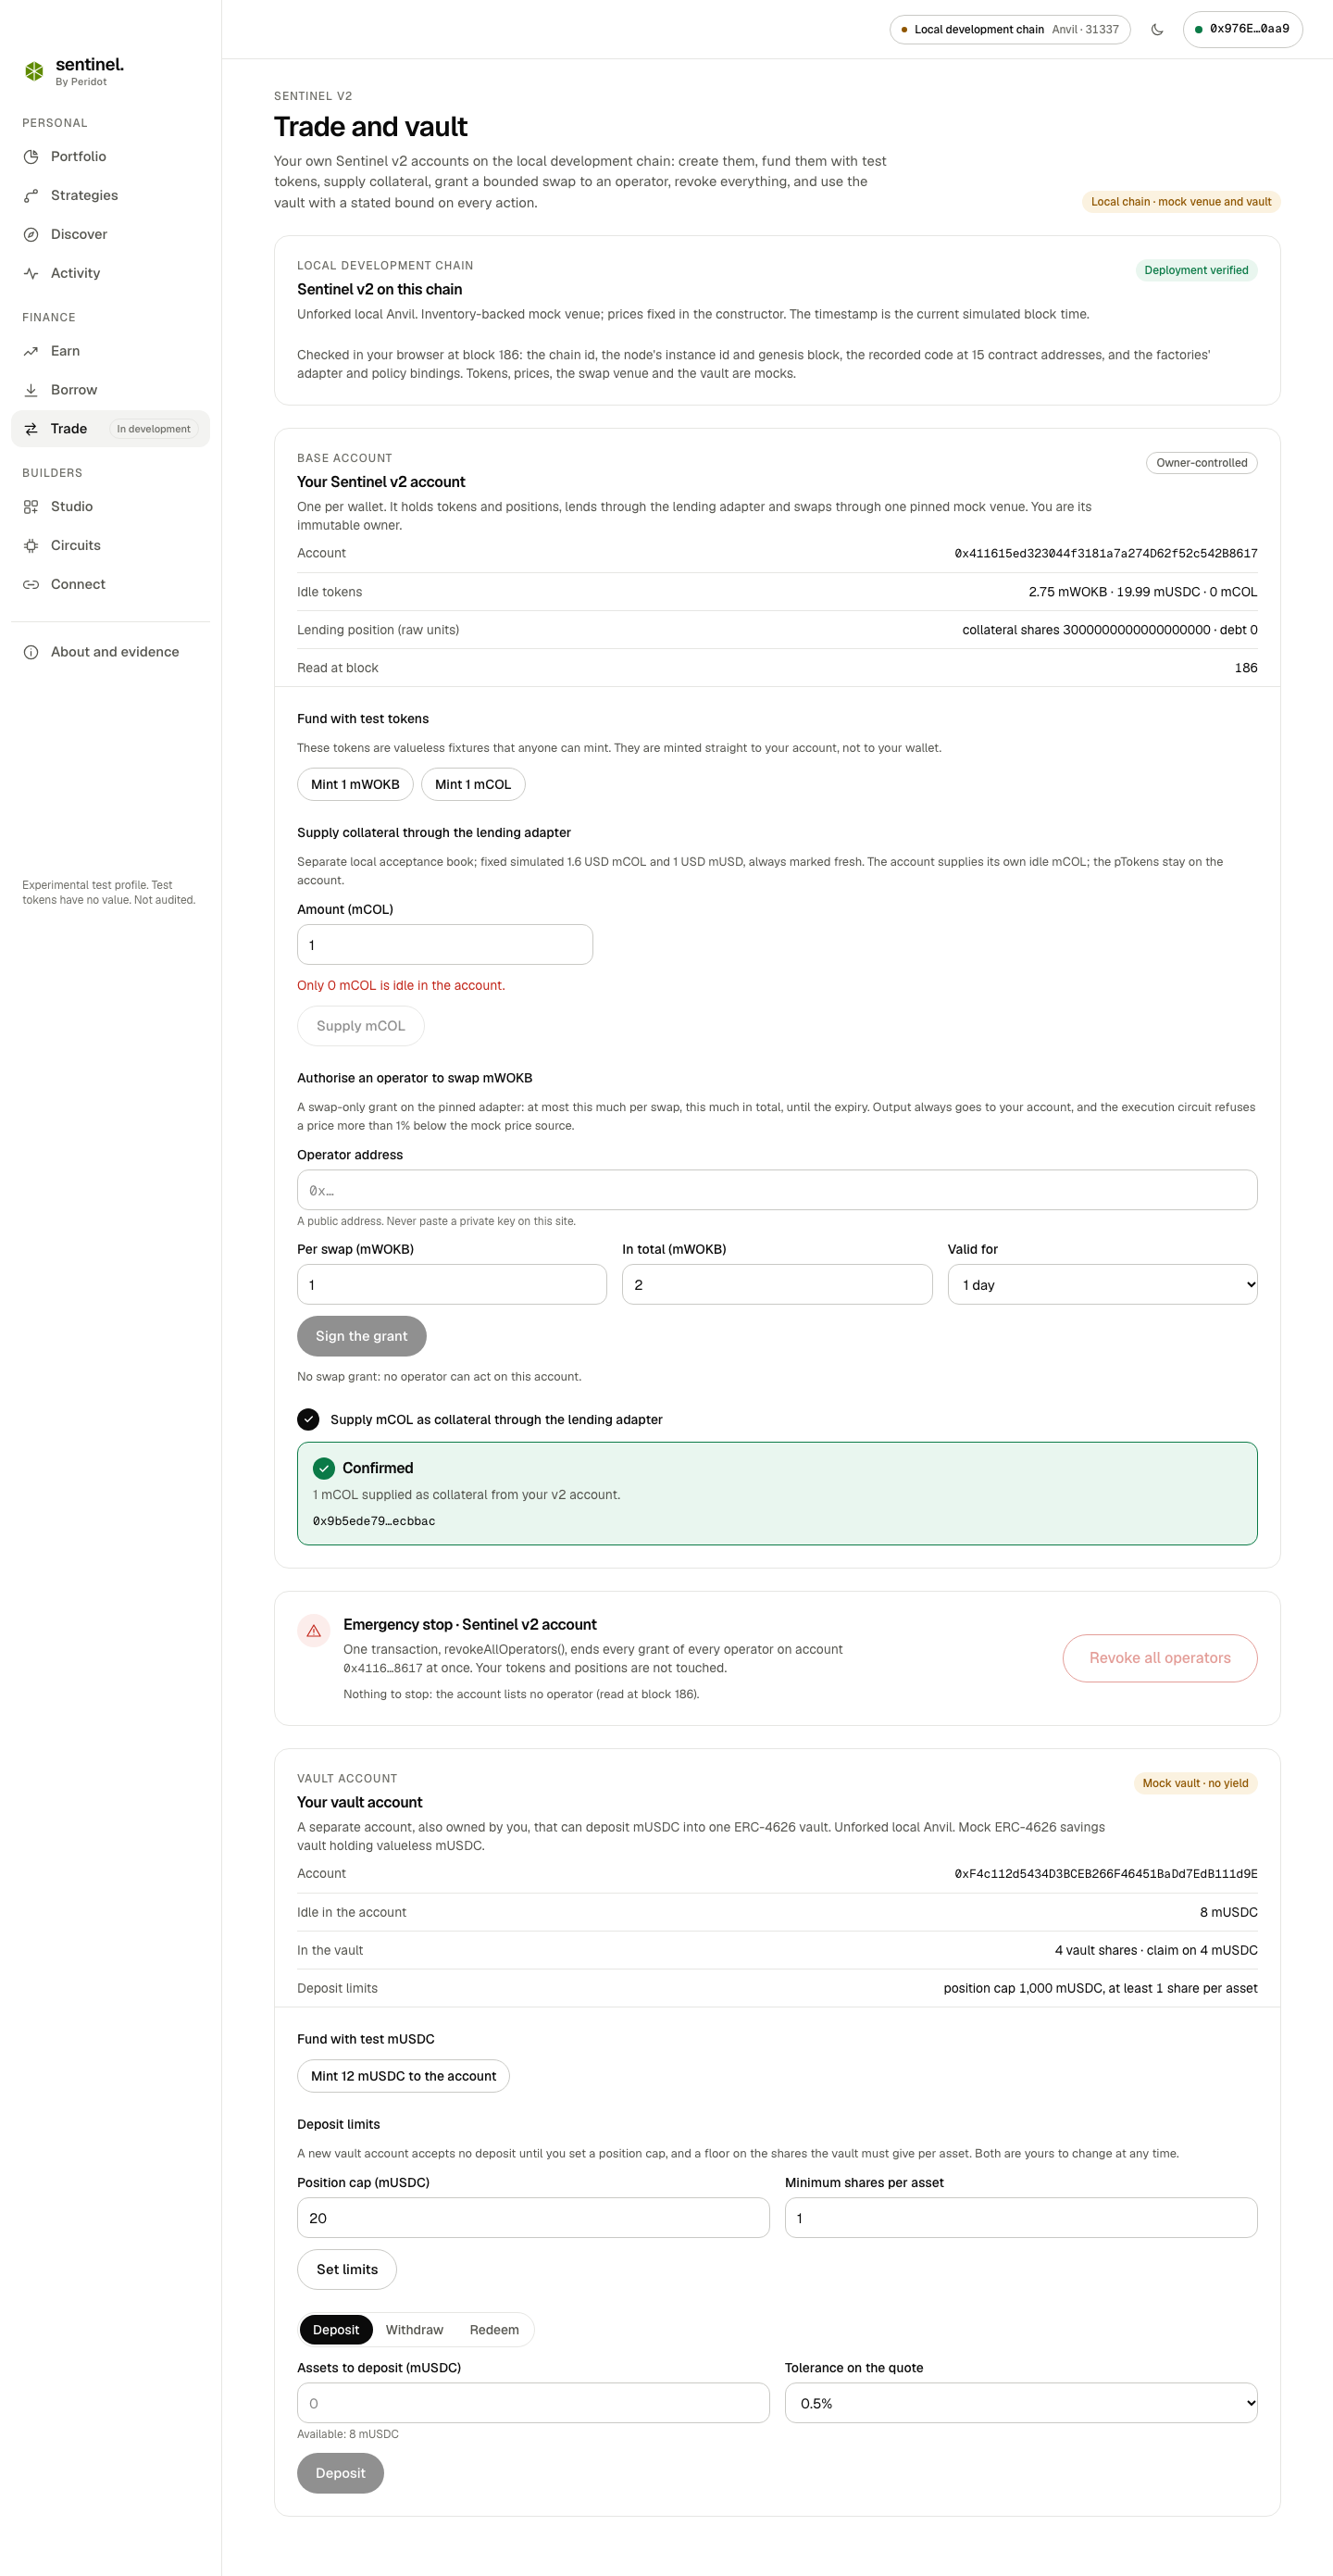 Local development chain Anvil · 31337
0x976E…0aa9
sentinel.
By Peridot
PERSONAL
Portfolio
Strategies
Discover
Activity
FINANCE
Earn
Borrow
Trade In development
BUILDERS
Studio
Circuits
Connect
About and evidence
Experimental test profile. Test
tokens have no value. Not audited.
SENTINEL V2
Trade and vault
Your own Sentinel v2 accounts on the local development chain: create them, fund them with test
tokens, supply collateral, grant a bounded swap to an operator, revoke everything, and use the
vault with a stated bound on every action.
Local chain · mock venue and vault
LOCAL DEVELOPMENT CHAIN
Deployment verified
Sentinel v2 on this chain
Unforked local Anvil. Inventory-backed mock venue; prices fixed in the constructor. The timestamp is the current simulated block time.
Checked in your browser at block 186: the chain id, the node's instance id and genesis block, the recorded code at 15 contract addresses, and the factories'
adapter and policy bindings. Tokens, prices, the swap venue and the vault are mocks.
BASE ACCOUNT
Owner-controlled
Your Sentinel v2 account
One per wallet. It holds tokens and positions, lends through the lending adapter and swaps through one pinned mock venue. You are its
immutable owner.
Account 0x411615ed323044f3181a7a274D62f52c542B8617
Idle tokens 2.75 mWOKB · 19.99 mUSDC · 0 mCOL
Lending position (raw units) collateral shares 3000000000000000000 · debt 0
Read at block 186
Fund with test tokens
These tokens are valueless fixtures that anyone can mint. They are minted straight to your account, not to your wallet.
Mint 1 mWOKB Mint 1 mCOL
Supply collateral through the lending adapter
Separate local acceptance book; fixed simulated 1.6 USD mCOL and 1 USD mUSD, always marked fresh. The account supplies its own idle mCOL; the pTokens stay on the
account.
Amount (mCOL)
1
Only 0 mCOL is idle in the account.
Supply mCOL
Authorise an operator to swap mWOKB
A swap-only grant on the pinned adapter: at most this much per swap, this much in total, until the expiry. Output always goes to your account, and the execution circuit refuses
a price more than 1% below the mock price source.
Operator address
0x…
A public address. Never paste a private key on this site.
Per swap (mWOKB) In total (mWOKB) Valid for
1 2 1 day
Sign the grant
No swap grant: no operator can act on this account.
Supply mCOL as collateral through the lending adapter
Confirmed
1 mCOL supplied as collateral from your v2 account.
0x9b5ede79…ecbbac
Emergency stop · Sentinel v2 account
One transaction, revokeAllOperators(), ends every grant of every operator on account
0x4116…8617 at once. Your tokens and positions are not touched.
Nothing to stop: the account lists no operator (read at block 186).
Revoke all operators
VAULT ACCOUNT
Mock vault · no yield
Your vault account
A separate account, also owned by you, that can deposit mUSDC into one ERC-4626 vault. Unforked local Anvil. Mock ERC-4626 savings
vault holding valueless mUSDC.
Account 0xF4c112d5434D3BCEB266F46451BaDd7EdB111d9E
Idle in the account 8 mUSDC
In the vault 4 vault shares · claim on 4 mUSDC
Deposit limits position cap 1,000 mUSDC, at least 1 share per asset
Fund with test mUSDC
Mint 12 mUSDC to the account
Deposit limits
A new vault account accepts no deposit until you set a position cap, and a floor on the shares the vault must give per asset. Both are yours to change at any time.
Position cap (mUSDC) Minimum shares per asset
20 1
Set limits
Deposit Withdraw Redeem
Assets to deposit (mUSDC) Tolerance on the quote
0 0.5%
Available: 8 mUSDC
Deposit